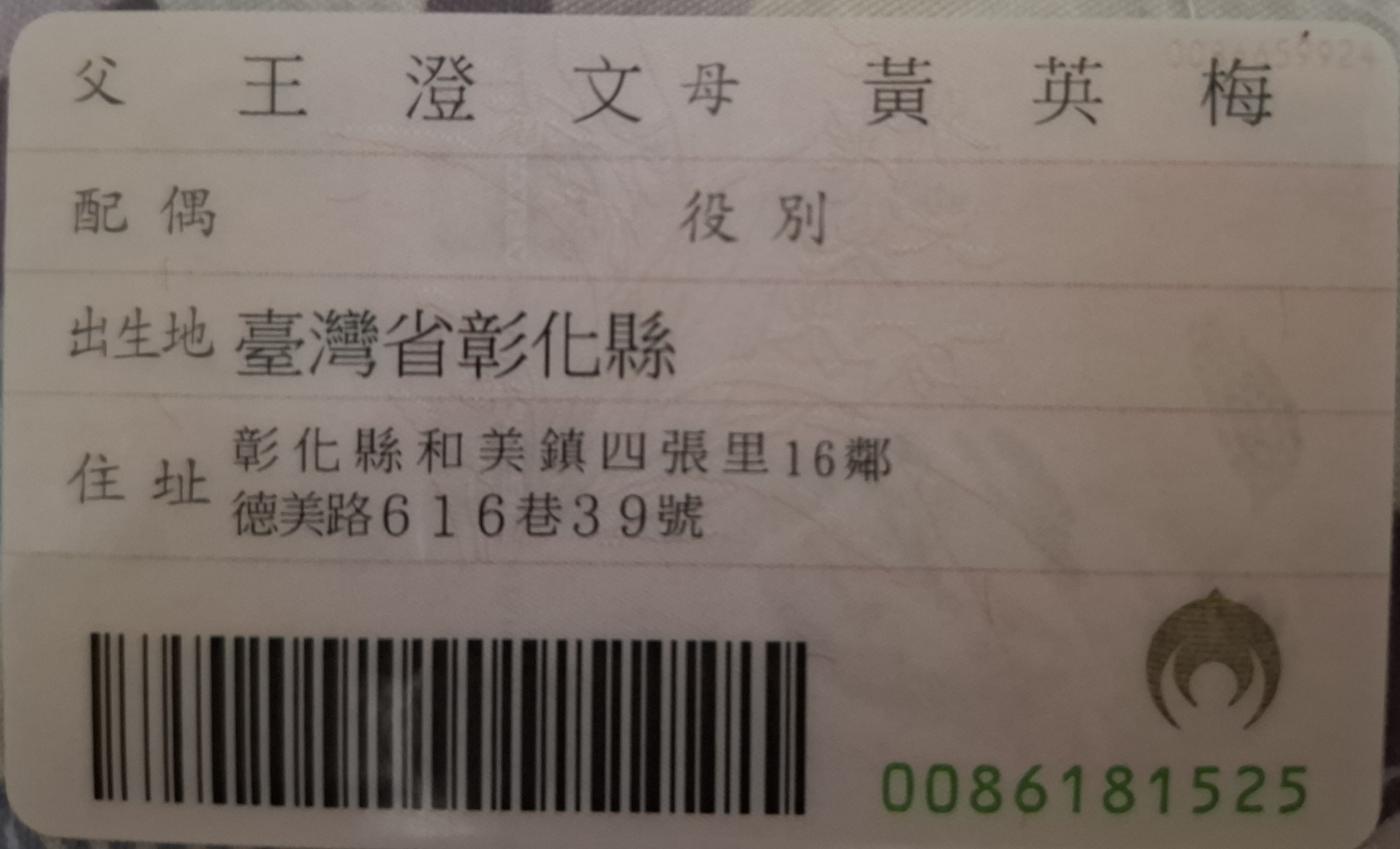 父 王澄文 母 黃英梅
配偶 役別
出生地 臺灣省彰化縣
住址 彰化縣和美鎮四張里16鄰
德美路616巷39號
0086181525